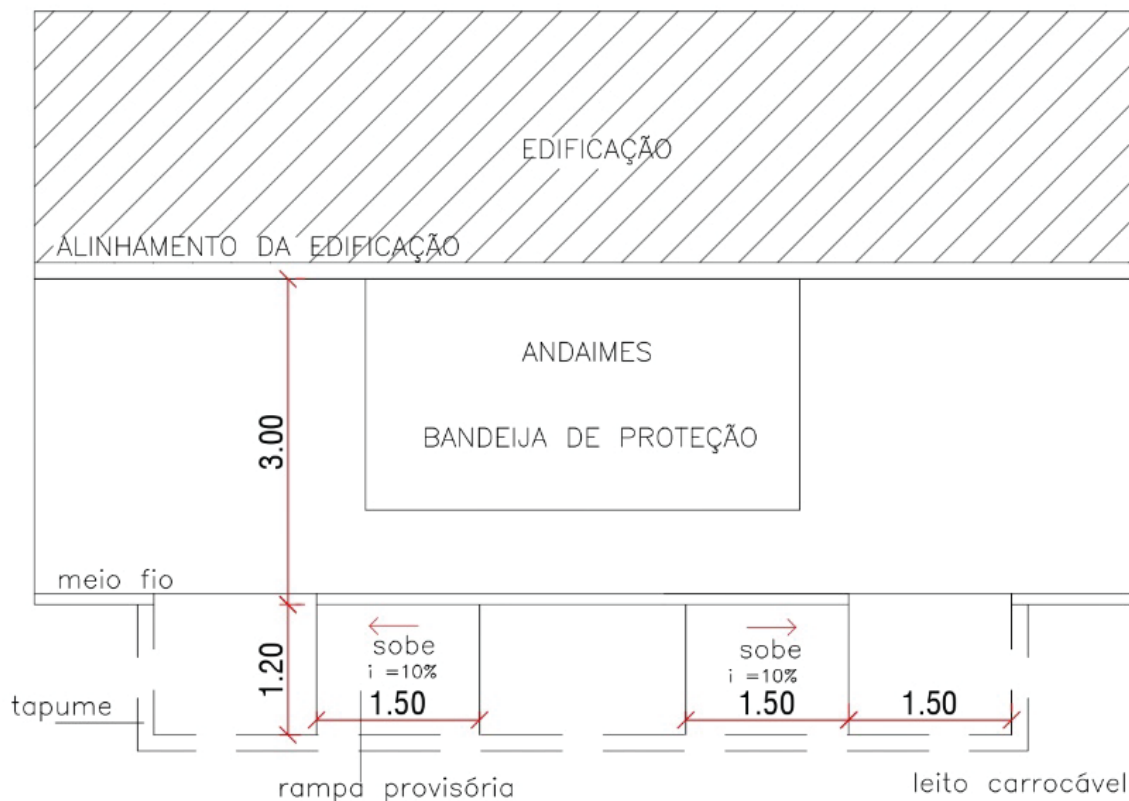 EDIFICAÇÃO
ALINHAMENTO DA EDIFICAÇÃO
ANDAIMES
3.00
BANDEIJA DE PROTEÇÃO
meio fio
1.20
sobe
i =10%
1.50
sobe
i =10%
1.50
1.50
tapume
rampa provisória
leito carrocável